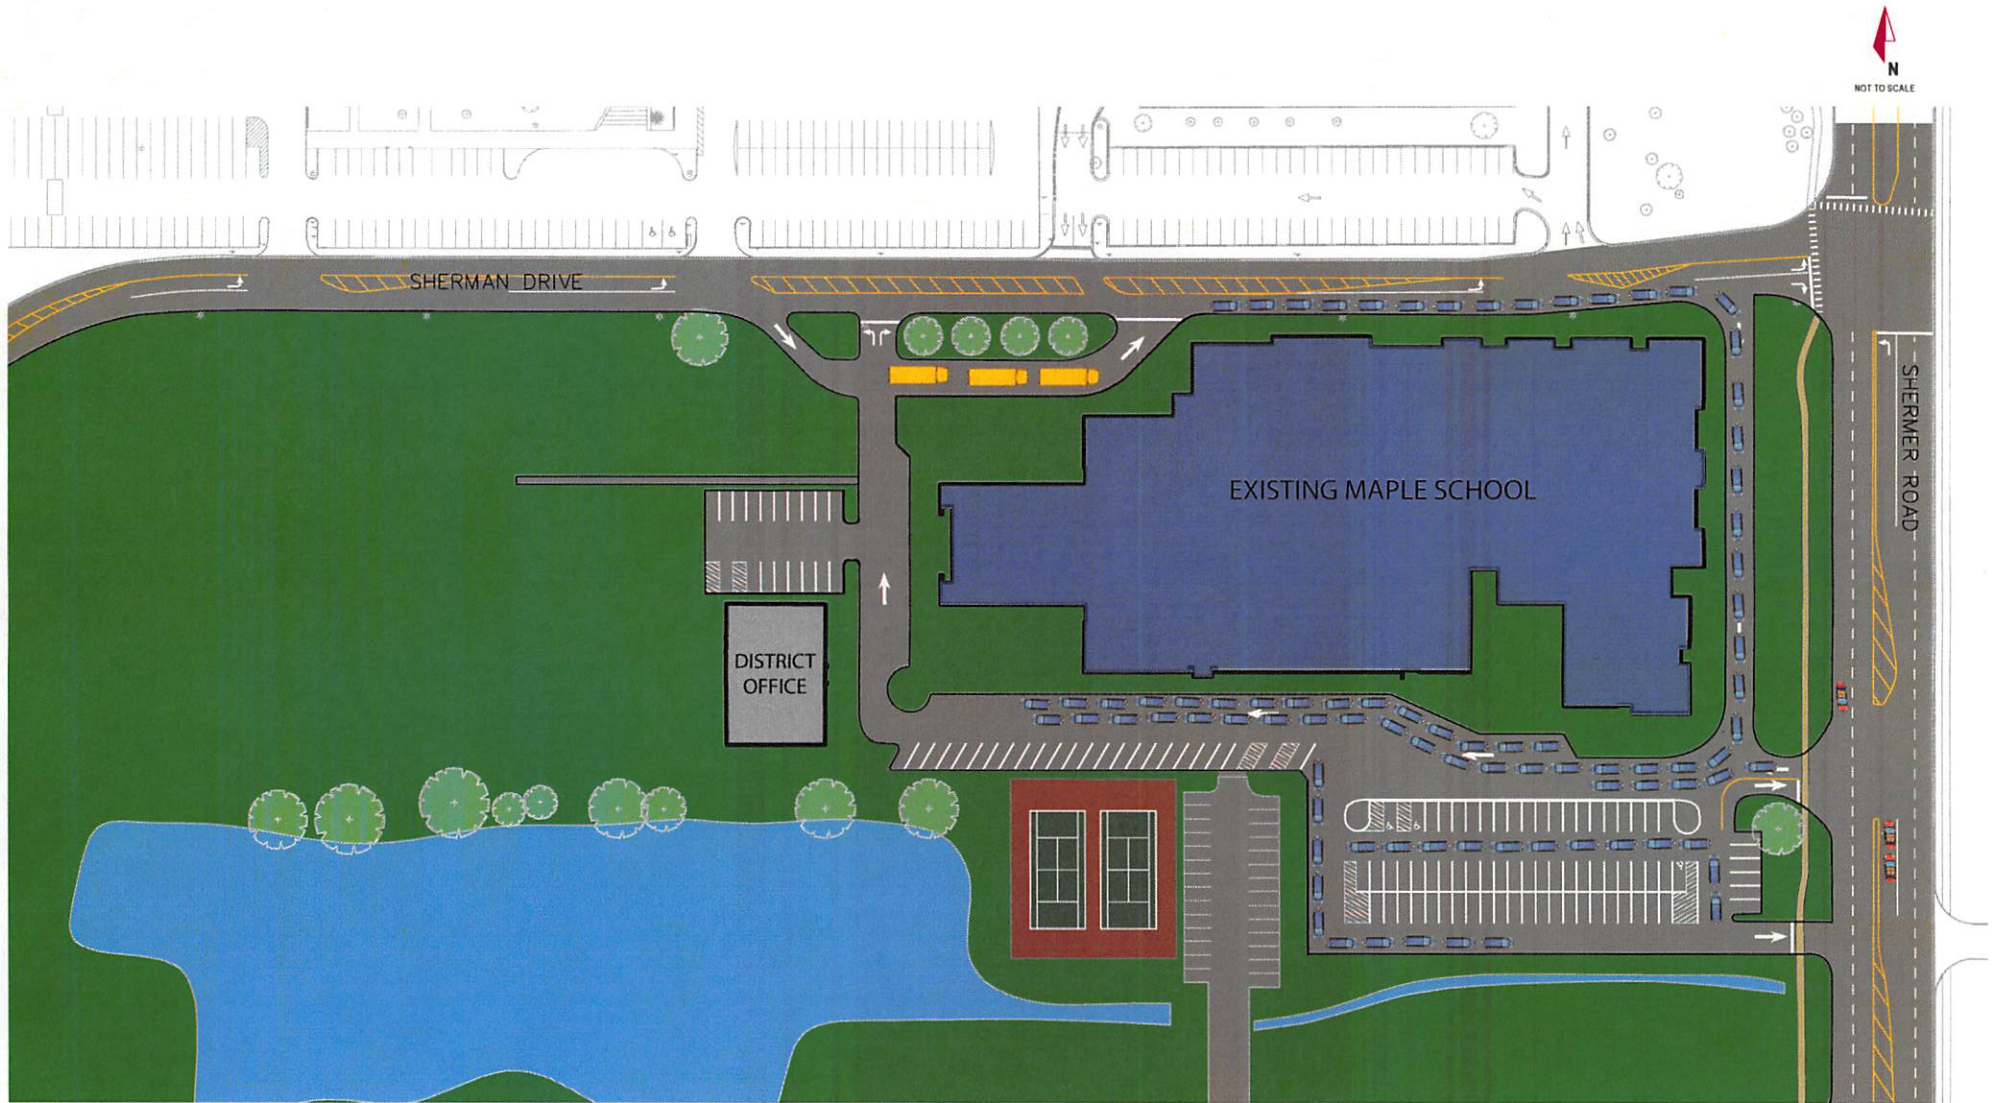 N
NOT TO SCALE
SHERMAN DRIVE
SHERMER ROAD
EXISTING MAPLE SCHOOL
DISTRICT
OFFICE